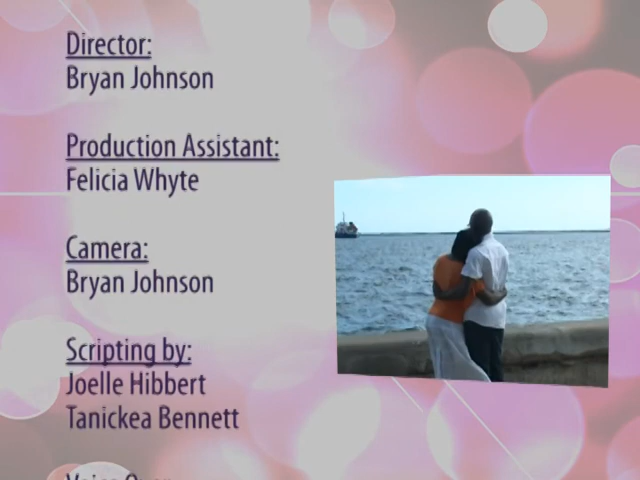 Director:
Bryan Johnson
Production Assistant:
Felicia Whyte
Camera:
Bryan Johnson
Scripting by:
Joelle Hibbert
Tanickea Bennett